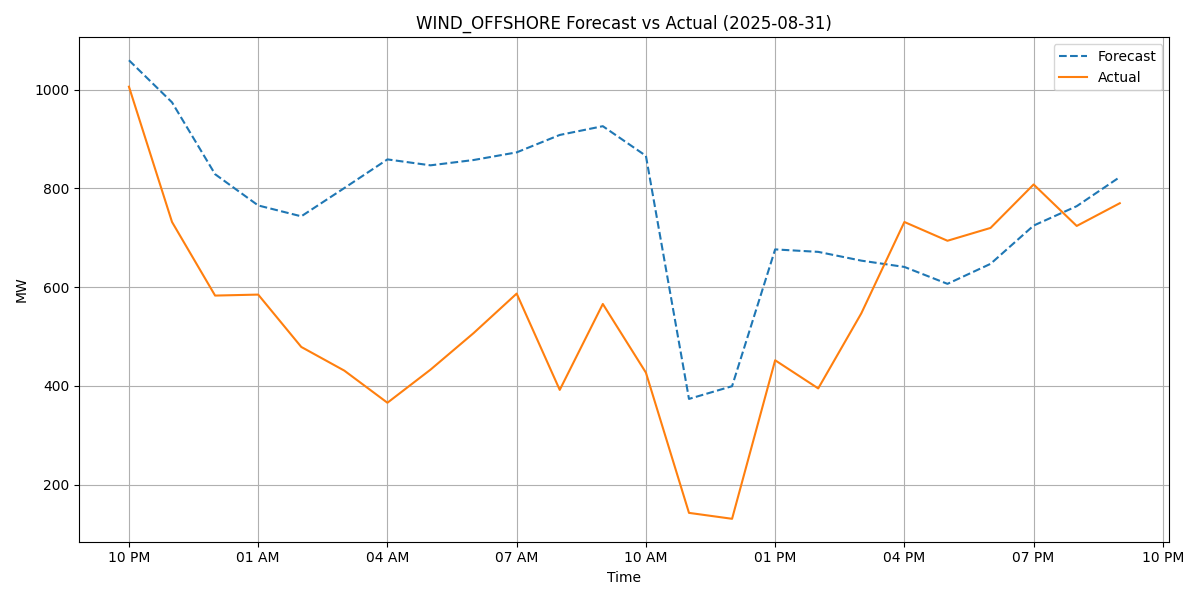 WIND_OFFSHORE Forecast vs Actual (2025-08-31)
Forecast
Actual
MW
1000
800
600
400
200
10 PM 01 AM 04 AM 07 AM 10 AM 01 PM 04 PM 07 PM 10 PM
Time